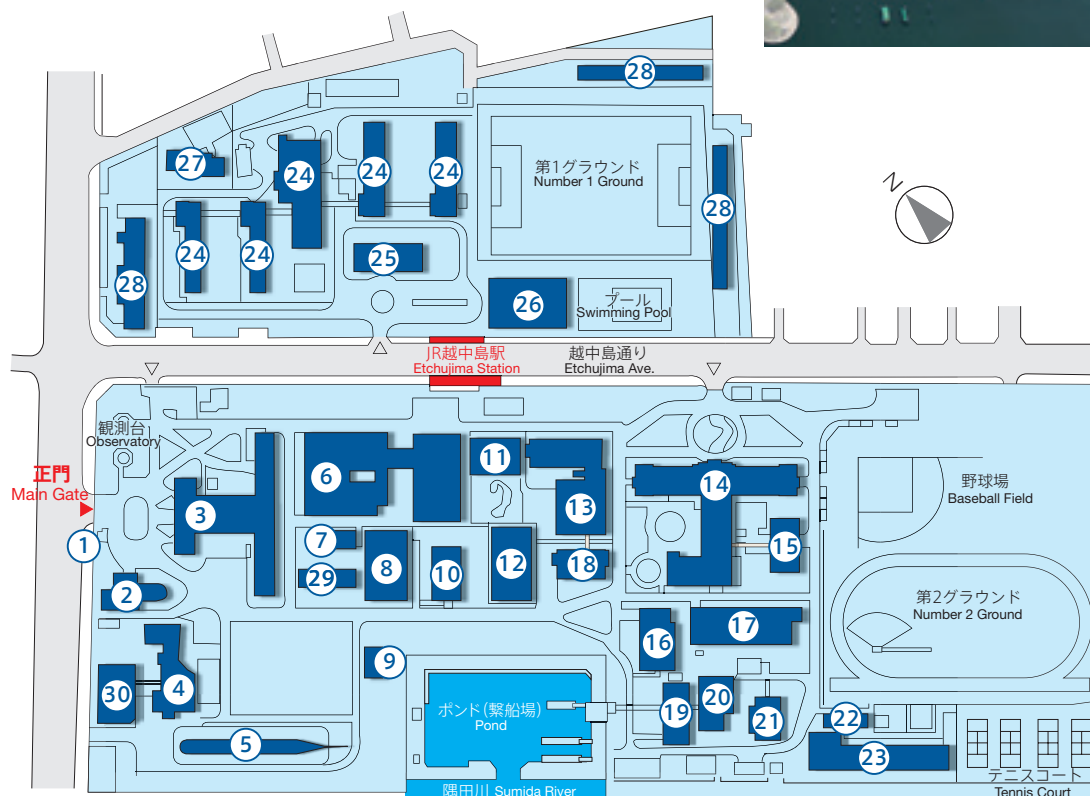 28
N
27
24
24
24
第1グラウンド
Number 1 Ground
28
24
24
25
28
26
プール
Swimming Pool
JR越中島駅
Etchujima Station
越中島通り
Etchujima Ave.
観測台
Observatory
正門
Main Gate
1
2
3
6
11
13
14
野球場
Baseball Field
7
8
10
12
18
15
29
第2グラウンド
Number 2 Ground
16
17
9
30
4
5
ポンド(繋船場)
Pond
19
20
21
22
23
隅田川 Sumida River
テニスコート
Tennis Court